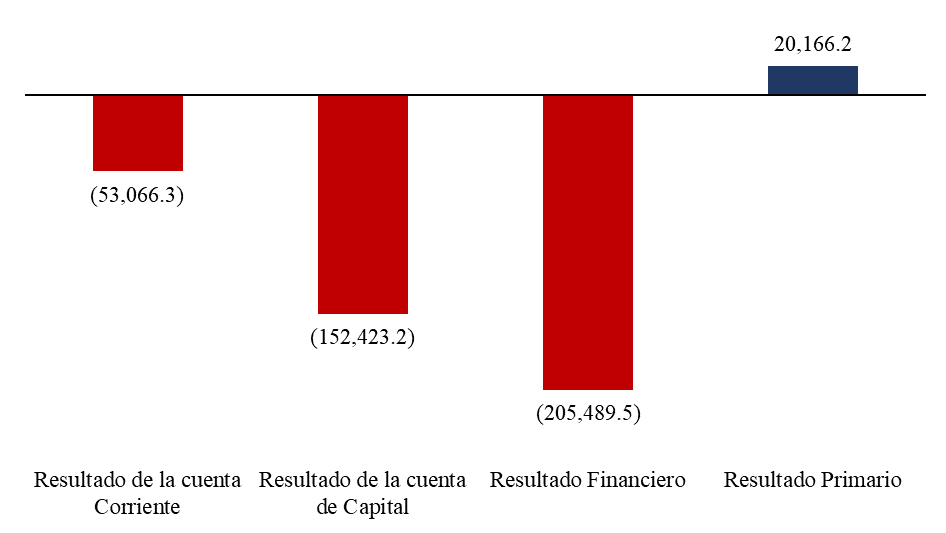 20,166.2
(53,066.3)
(152,423.2)
(205,489.5)
Resultado de la cuenta
Corriente
Resultado de la cuenta
de Capital
Resultado Financiero
Resultado Primario